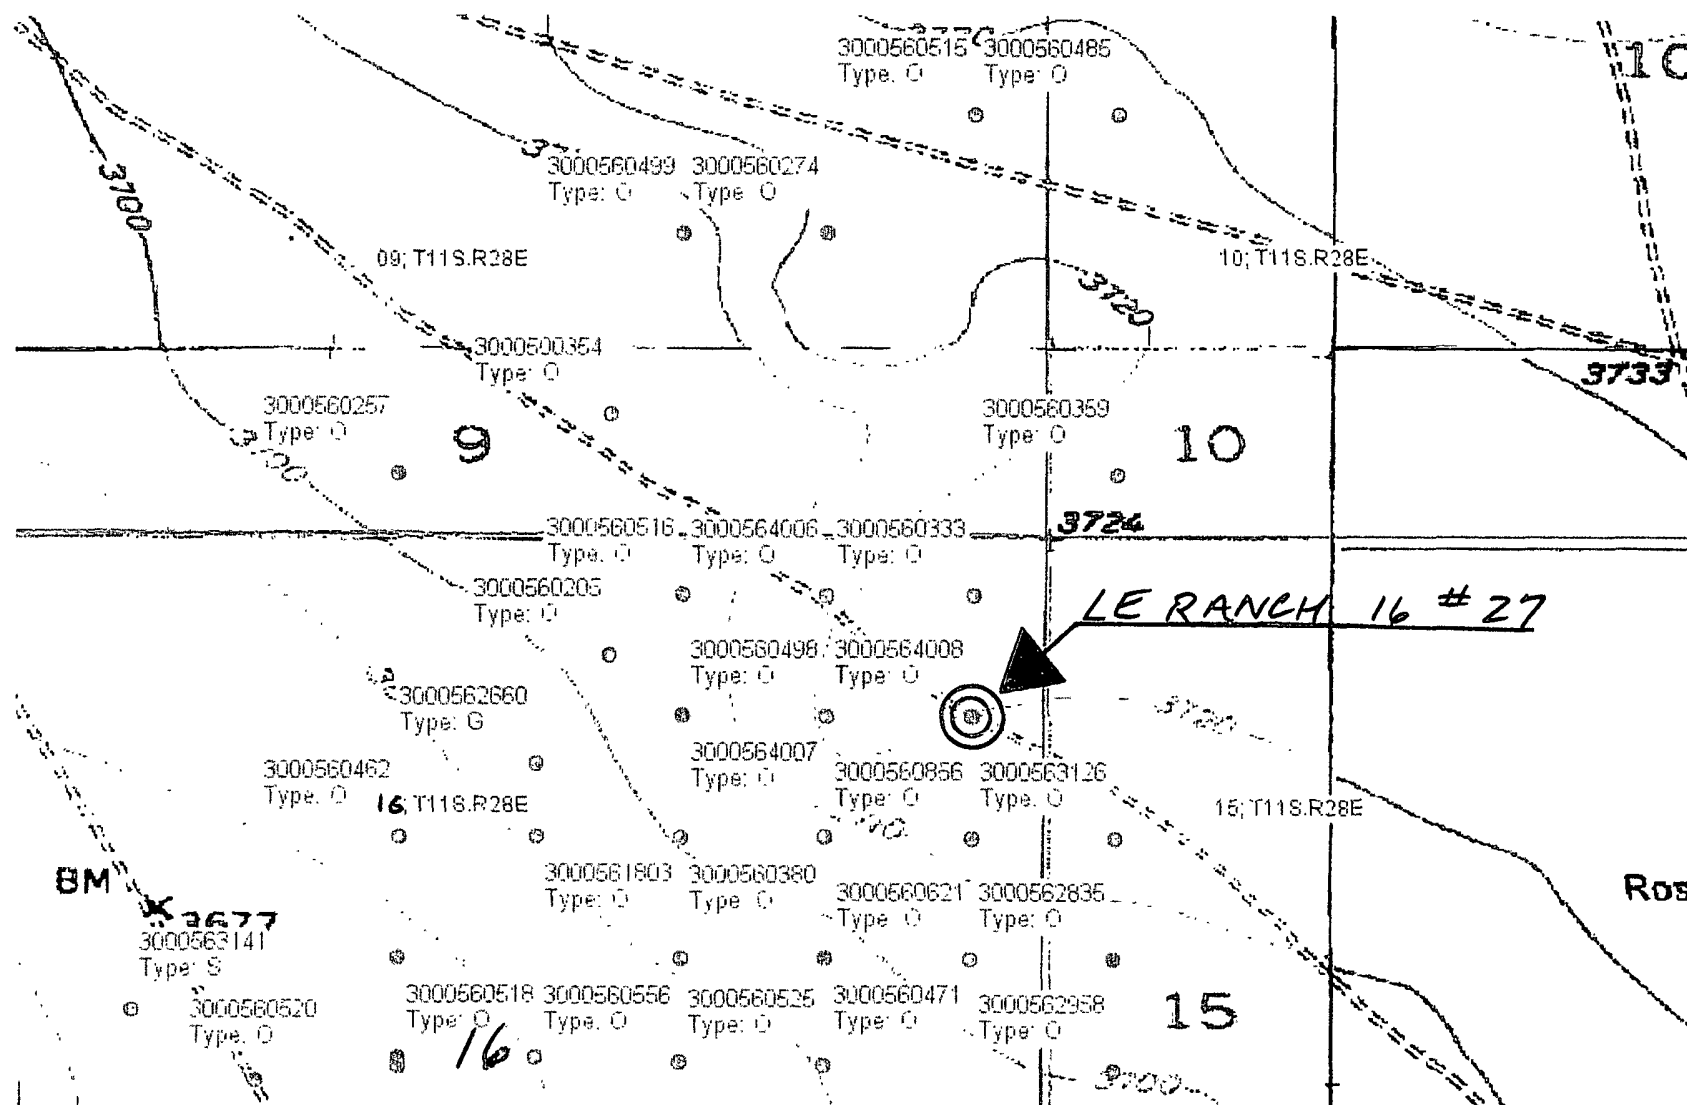 3000560515 3000560485
Type: O Type: O
10
3000560499 3000560274
Type: O Type O
3700
09; T11S.R28E
10; T11S.R28E
3720
3000500354
Type: O
3733
3000560257
Type: O
3000560359
Type: O
9
10
3000560516 3000564006 3000560333
Type: O Type: O Type: O
3724
3000560205
Type: O
LE RANCH 16 # 27
3000560498 3000564008
Type: O Type: O
3000562660
Type: G
3720
3000564007
Type: O
3000560462
Type: O
3000560856 3000563126
Type: O Type: O
16, T11S.R28E
15; T11S.R28E
BM
3677
3000561803 3000560380
Type: O Type: O
3000560621 3000562835
Type: O Type: O
Ros
3000563141
Type: S
3000560520
Type: O
3000560518 3000560556 3000560525 3000560471
Type: O Type: O Type: O Type: O
3000562958
Type: O
15
16
3700